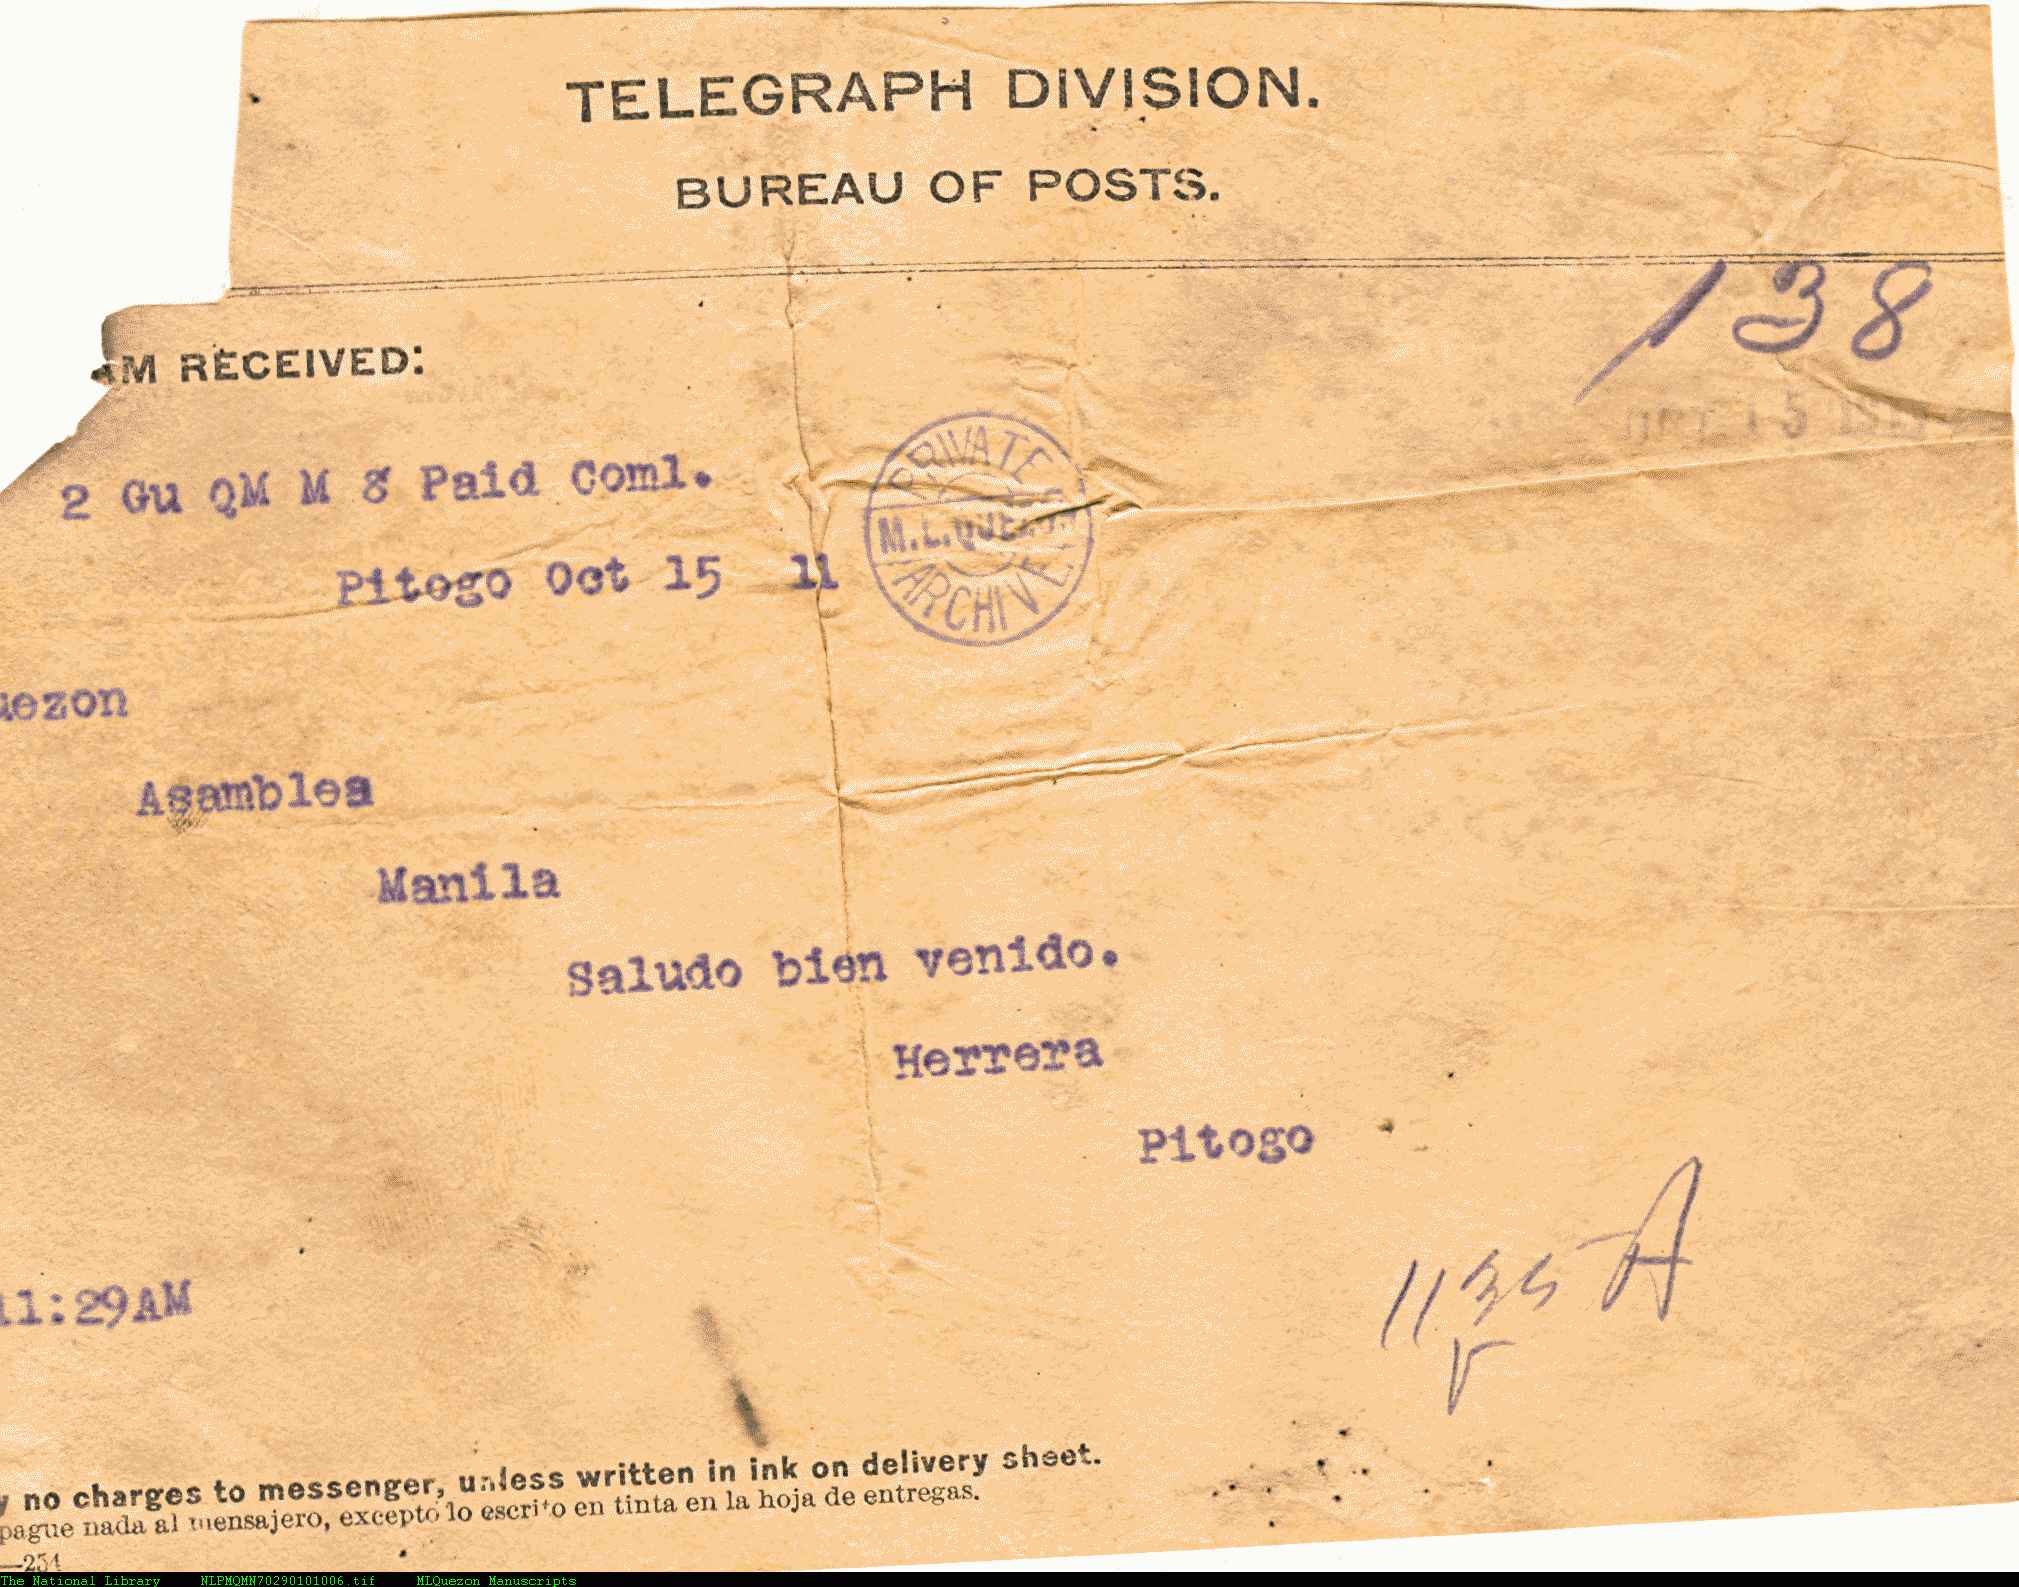 TELEGRAPH DIVISION.
BUREAU OF POSTS.
138
AM RECEIVED:
2 Gu QM M 8 Paid Coml.
Pitogo Oct 15 11
PRIVATE
M.L.QUEZON
ARCHIVE
uezon
Asamblea
Manila
Saludo bien venido.
Herrera
Pitogo
1135 A
11:29AM
y no charges to messenger, unless written in ink on delivery sheet.
pague nada al mensajero, excepto lo escrito en tinta en la hoja de entregas.
—254
The National Library NLPMQMN70290101006.tif MLQuezon Manuscripts